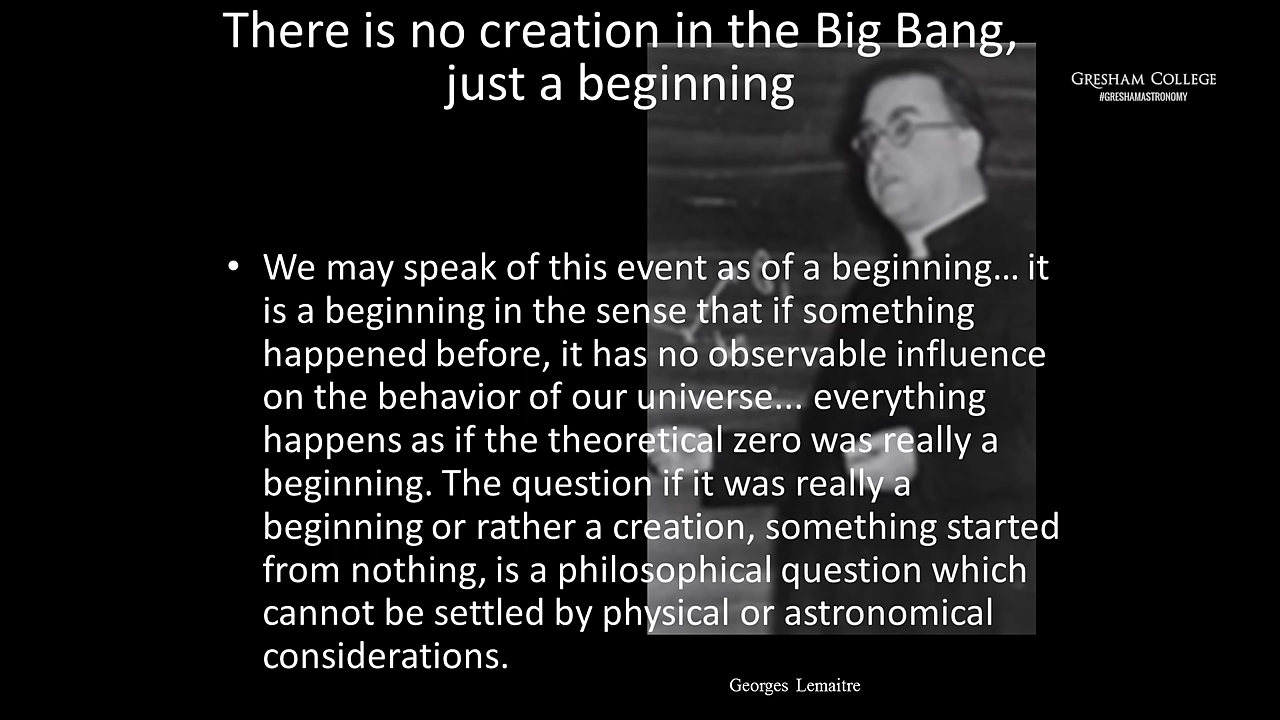 There is no creation in the Big Bang,
just a beginning
GRESHAM COLLEGE
#GRESHAMASTRONOMY
• We may speak of this event as of a beginning... it
is a beginning in the sense that if something
happened before, it has no observable influence
on the behavior of our universe... everything
happens as if the theoretical zero was really a
beginning. The question if it was really a
beginning or rather a creation, something started
from nothing, is a philosophical question which
cannot be settled by physical or astronomical
considerations.
Georges Lemaitre